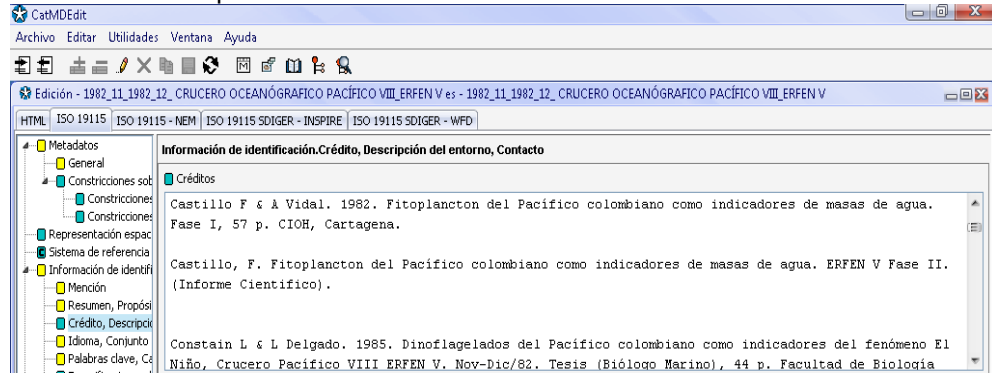 CatMDEdit
Archivo Editar Utilidades Ventana Ayuda
Edición - 1982_11_1982_12_ CRUCERO OCEANÓGRAFICO PACÍFICO VIII_ERFEN V es - 1982_11_1982_12_ CRUCERO OCEANÓGRAFICO PACÍFICO VIII_ERFEN V
HTML ISO 19115 ISO 19115 - NEM ISO 19115 SDIGER - INSPIRE ISO 19115 SDIGER - WFD
Metadatos
General
Constricciones sob
Constricciones
Constricciones
Representación espac
Sistema de referencia
Información de identifi
Mención
Resumen, Propósi
Crédito, Descripció
Idioma, Conjunto
Palabras clave, Ca
Información de identificación.Crédito, Descripción del entorno, Contacto
Créditos
Castillo F & A Vidal. 1982. Fitoplancton del Pacífico colombiano como indicadores de masas de agua.
Fase I, 57 p. CIOH, Cartagena.
Castillo, F. Fitoplancton del Pacífico colombiano como indicadores de masas de agua. ERFEN V Fase II.
(Informe Cientifico).
Constain L & L Delgado. 1985. Dinoflagelados del Pacífico colombiano como indicadores del fenómeno El
Niño, Crucero Pacífico VIII ERFEN V. Nov-Dic/82. Tesis (Biólogo Marino), 44 p. Facultad de Biología